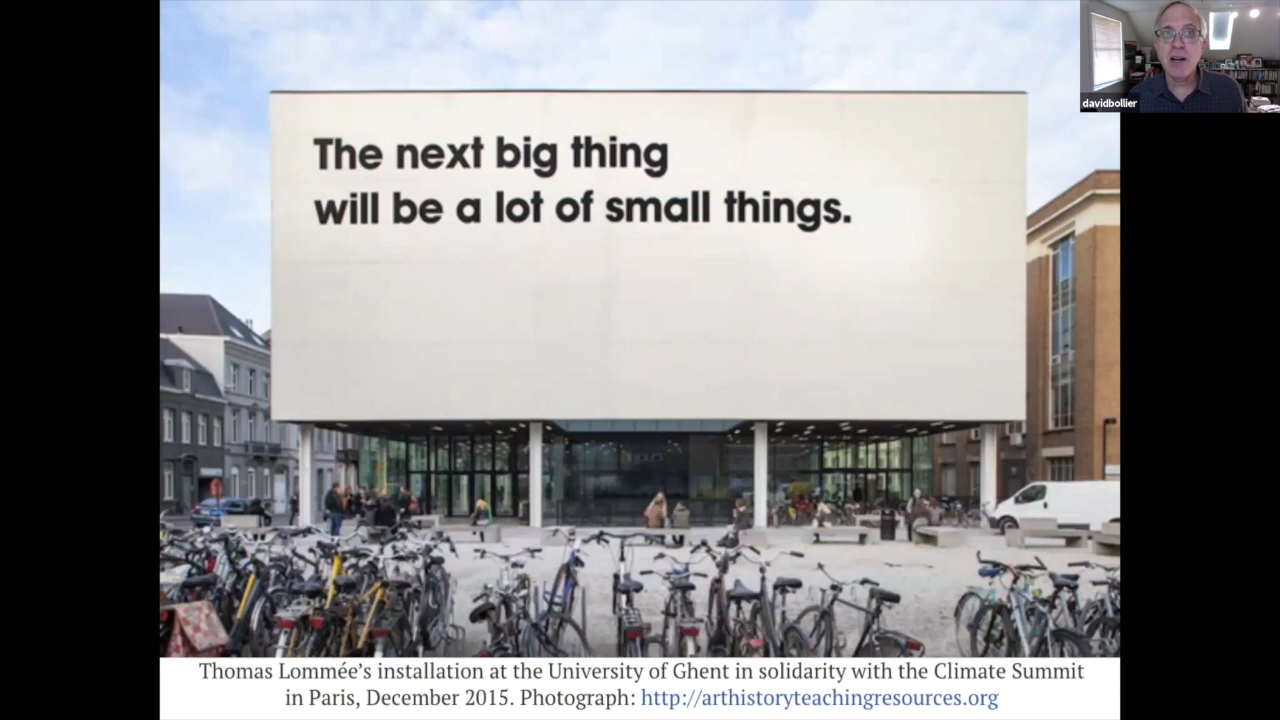 davidbollier
The next big thing
will be a lot of small things.
Thomas Lommée’s installation at the University of Ghent in solidarity with the Climate Summit
in Paris, December 2015. Photograph: http://arthistoryteachingresources.org